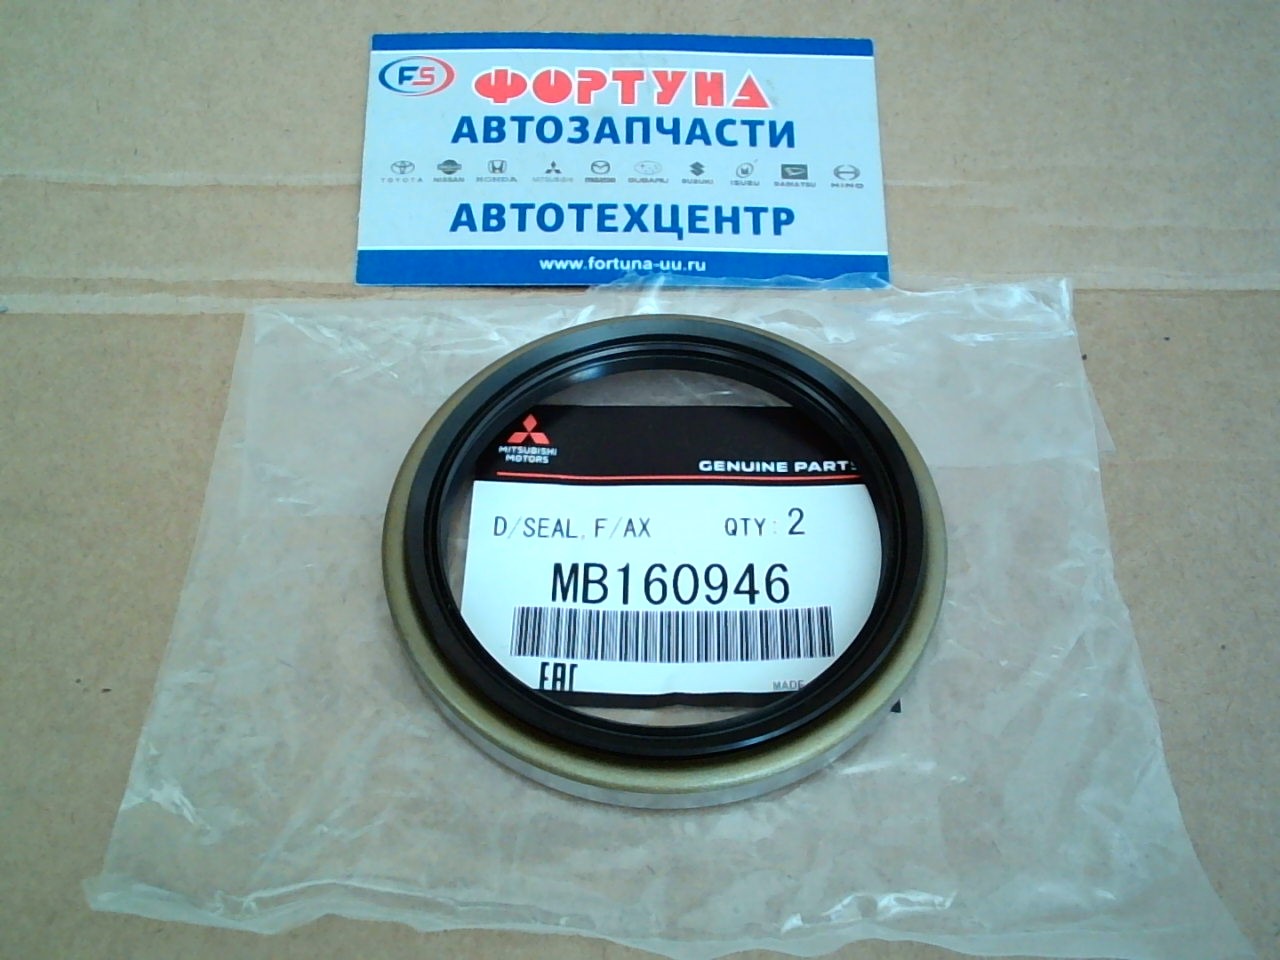 FS ФОРТУНА
АВТОЗАПЧАСТИ
TOYOTA NISSAN HONDA MITSUBISHI MAZDA SUBARU SUZUKI ISUZU DAIHATSU HINO
АВТОТЕХЦЕНТР
www.fortuna-uu.ru
MITSUBISHI
MOTORS
GENUINE PARTS
D/SEAL,F/AX QTY: 2
MB160946
EAC
MADE